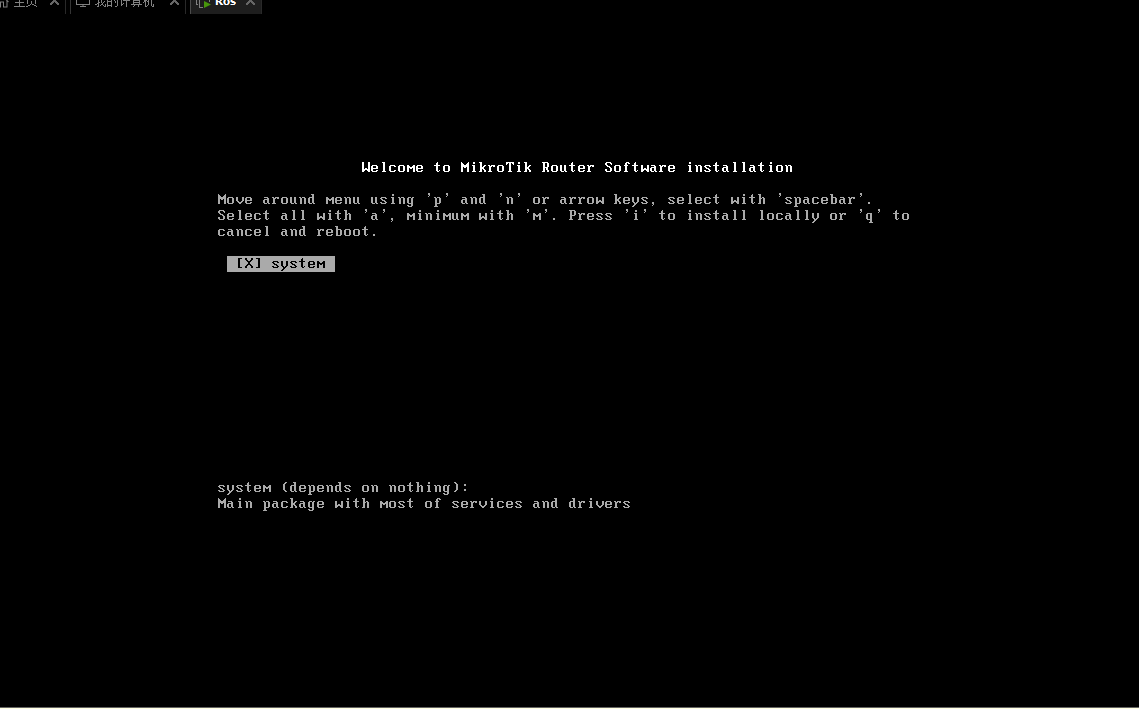 主页
我的计算机
Ros
Welcome to MikroTik Router Software installation
Move around menu using 'p' and 'n' or arrow keys, select with 'spacebar'.
Select all with 'a', minimum with 'm'. Press 'i' to install locally or 'q' to
cancel and reboot.
[X] system
system (depends on nothing):
Main package with most of services and drivers